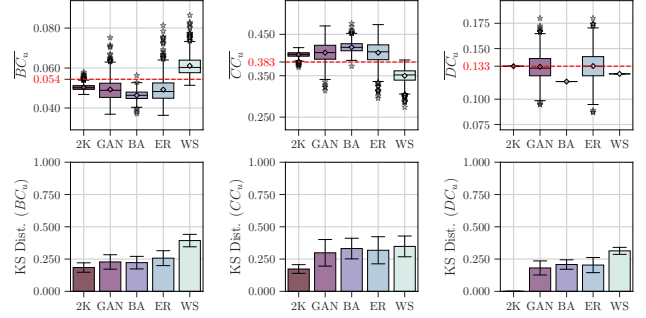 BC_u
0.060
0.054
0.040
2K GAN BA ER WS
CC_u
0.450
0.383
0.350
0.250
2K GAN BA ER WS
DC_u
0.175
0.150
0.133
0.100
0.075
2K GAN BA ER WS
KS Dist. (BC_u)
1.000
0.750
0.500
0.250
0.000
2K GAN BA ER WS
KS Dist. (CC_u)
1.000
0.750
0.500
0.250
0.000
2K GAN BA ER WS
KS Dist. (DC_u)
1.000
0.750
0.500
0.250
0.000
2K GAN BA ER WS